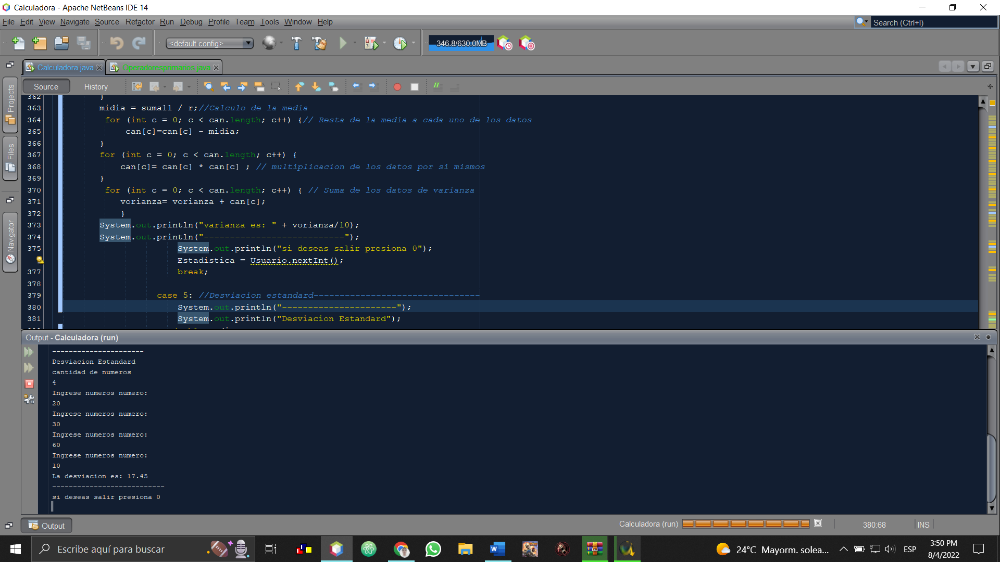 Calculadora - Apache NetBeans IDE 14
File Edit View Navigate Source Refactor Run Debug Profile Team Tools Window Help
Search (Ctrl+I)
<default config>
346.8/630.0MB
Calculadora.java
Operadoresprimarios.java
Source History
Projects
Files
Navigator
362 }
363 midia = suma11 / r;//Calculo de la media
364 for (int c = 0; c < can.length; c++) {// Resta de la media a cada uno de los datos
365 can[c]=can[c] - midia;
366 }
367 for (int c = 0; c < can.length; c++) {
368 can[c]= can[c] * can[c] ; // multiplicacion de los datos por si mismos
369 }
370 for (int c = 0; c < can.length; c++) { // Suma de los datos de varianza
371 vorianza= vorianza + can[c];
372 }
373 System.out.println("varianza es: " + vorianza/10);
374 System.out.println("---------------------------");
375 System.out.println("si deseas salir presiona 0");
Estadistica = Usuario.nextInt();
377 break;
378
379 case 5: //Desviacion estandard--------------------------------
380 System.out.println("----------------------");
381 System.out.println("Desviacion Estandard");
Output - Calculadora (run)
----------------------
Desviacion Estandard
cantidad de numeros
4
Ingrese numeros numero:
20
Ingrese numeros numero:
30
Ingrese numeros numero:
60
Ingrese numeros numero:
10
La desviacion es: 17.45
---------------------------
si deseas salir presiona 0
Output
Calculadora (run)
380:68
INS
Escribe aquí para buscar
24°C Mayorm. solea...
ESP
3:50 PM
8/4/2022